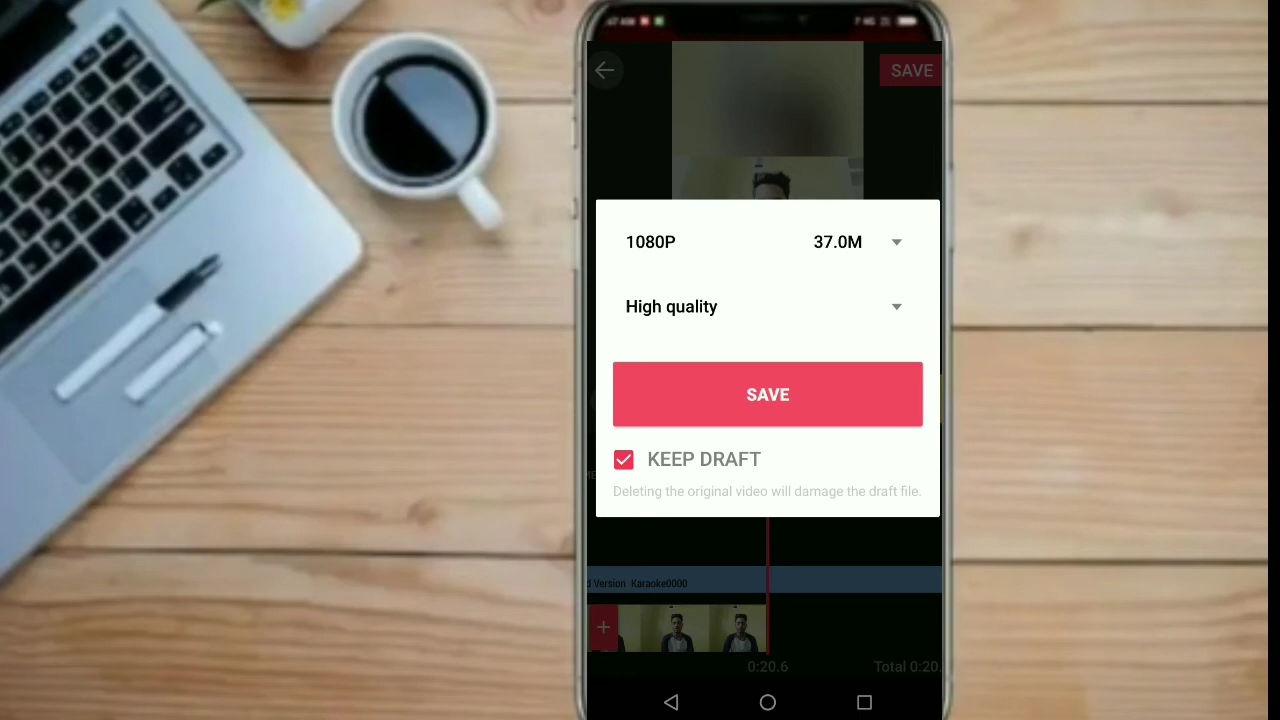 SAVE
1080P 37.0M
High quality
SAVE
KEEP DRAFT
Deleting the original video will damage the draft file.
Version Karaoke0000
0:20.6 Total 0:20.